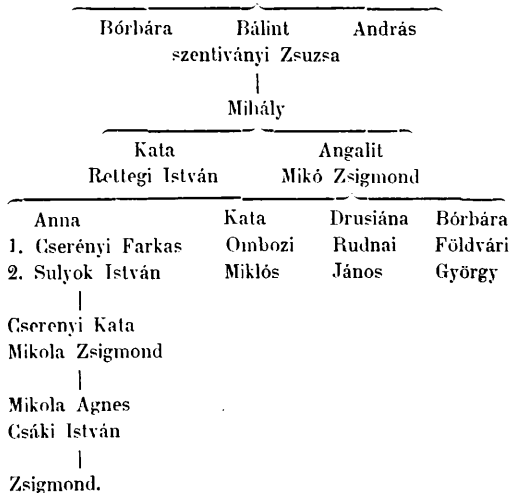 Bórbára Bálint András
szentiványi Zsuzsa
Mihály
Kata Angalit
Rettegi István Mikó Zsigmond
Anna Kata Drusiána Bórbára
1. Cserényi Farkas Ombozi Rudnai Földvári
2. Sulyok István Miklós János György
Cserenyi Kata
Mikola Zsigmond
Mikola Agnes
Csáki István
Zsigmond.